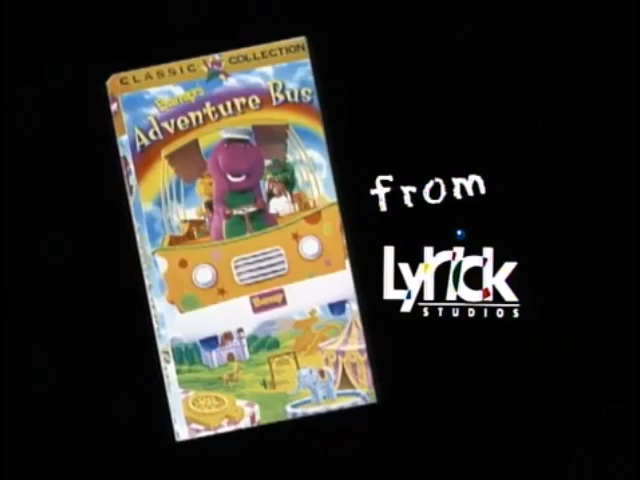 CLASSIC COLLECTION
Barney's
Adventure Bus
Barney
from
Lyrick
STUDIOS